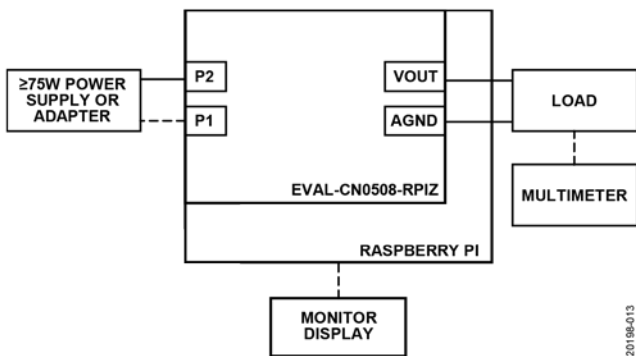 ≥75W POWER
SUPPLY OR
ADAPTER
P2
P1
VOUT
AGND
EVAL-CN0508-RPIZ
RASPBERRY PI
LOAD
MULTIMETER
MONITOR
DISPLAY
20198-013